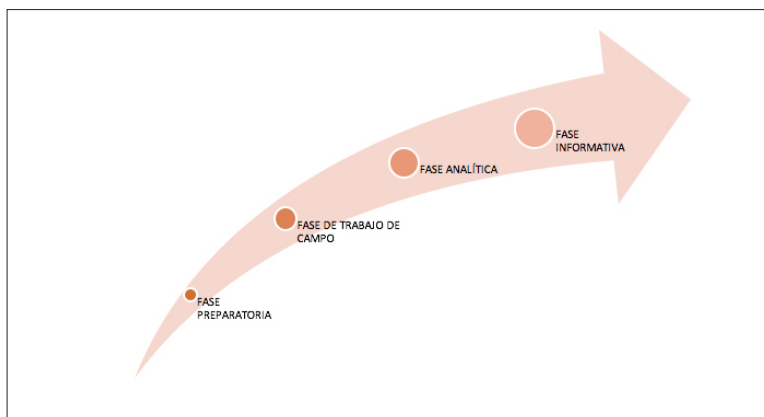 FASE
INFORMATIVA
FASE ANALÍTICA
FASE DE TRABAJO DE
CAMPO
FASE
PREPARATORIA